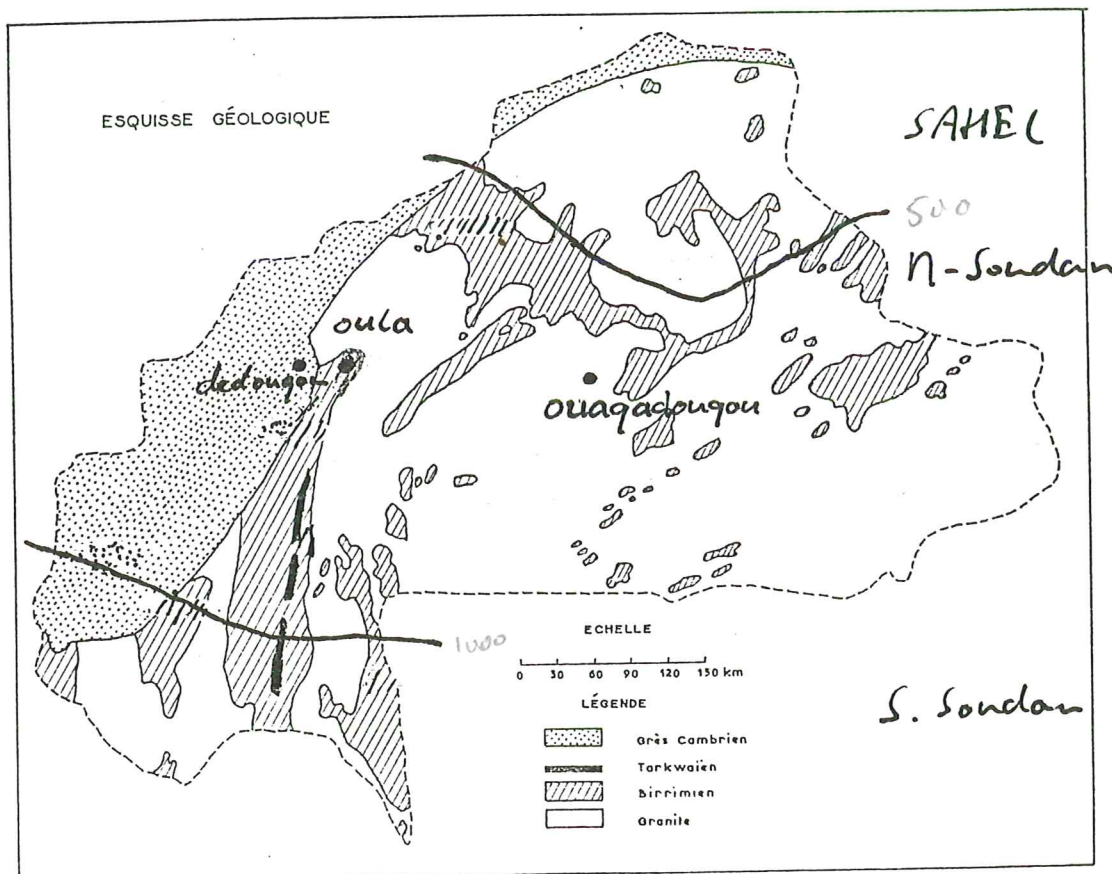 ESQUISSE GÉOLOGIQUE
SAHEL
500
N-Soudan
oula
dedougou
ouagadougou
1000
ECHELLE
0 30 60 90 120 150 km
S. Soudan
LÉGENDE
Grès Cambrien
Tarkwaïen
Birrimien
Granite